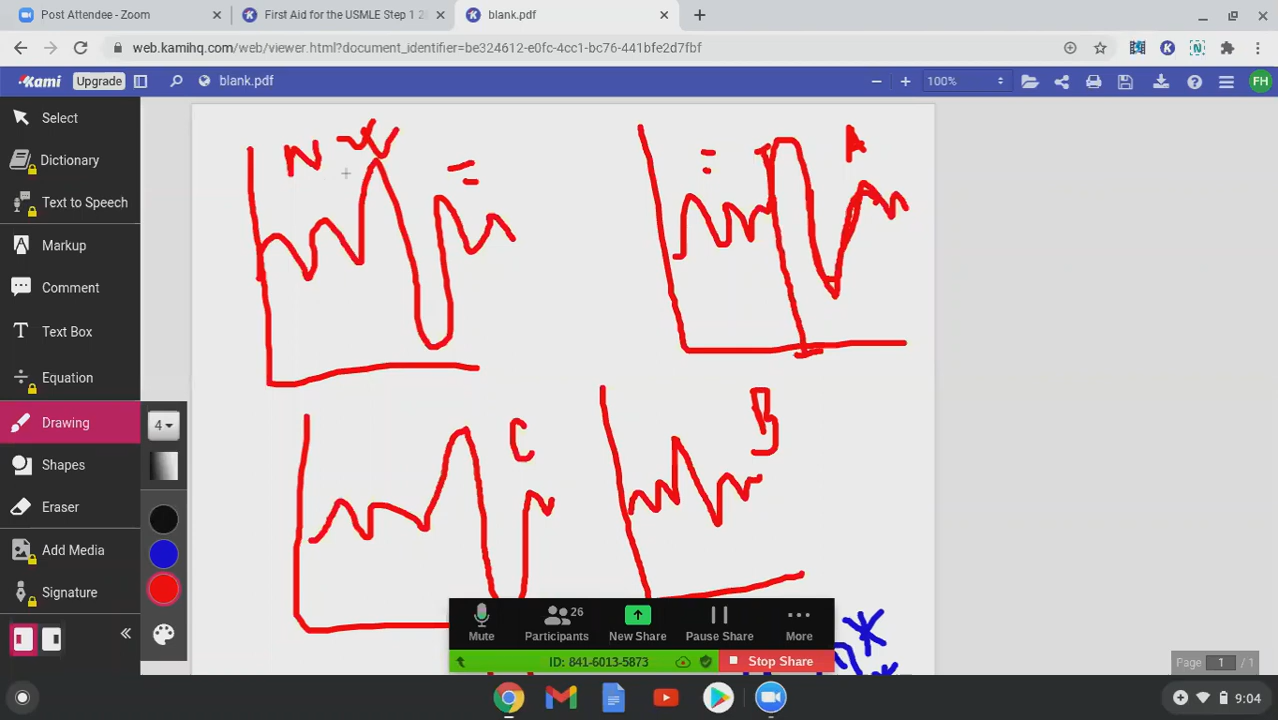 Post Attendee - Zoom
First Aid for the USMLE Step 1 2
blank.pdf
web.kamihq.com/web/viewer.html?document_identifier=be324612-e0fc-4cc1-bc76-441bfe2d7fbf
Kami Upgrade blank.pdf 100% FH
Select
Dictionary
Text to Speech
Markup
Comment
Text Box
Equation
Drawing
4
Shapes
Eraser
Add Media
Signature
N
A
C
B
26
Mute Participants New Share Pause Share More
ID: 841-6013-5873 Stop Share
Page 1 / 1
9:04